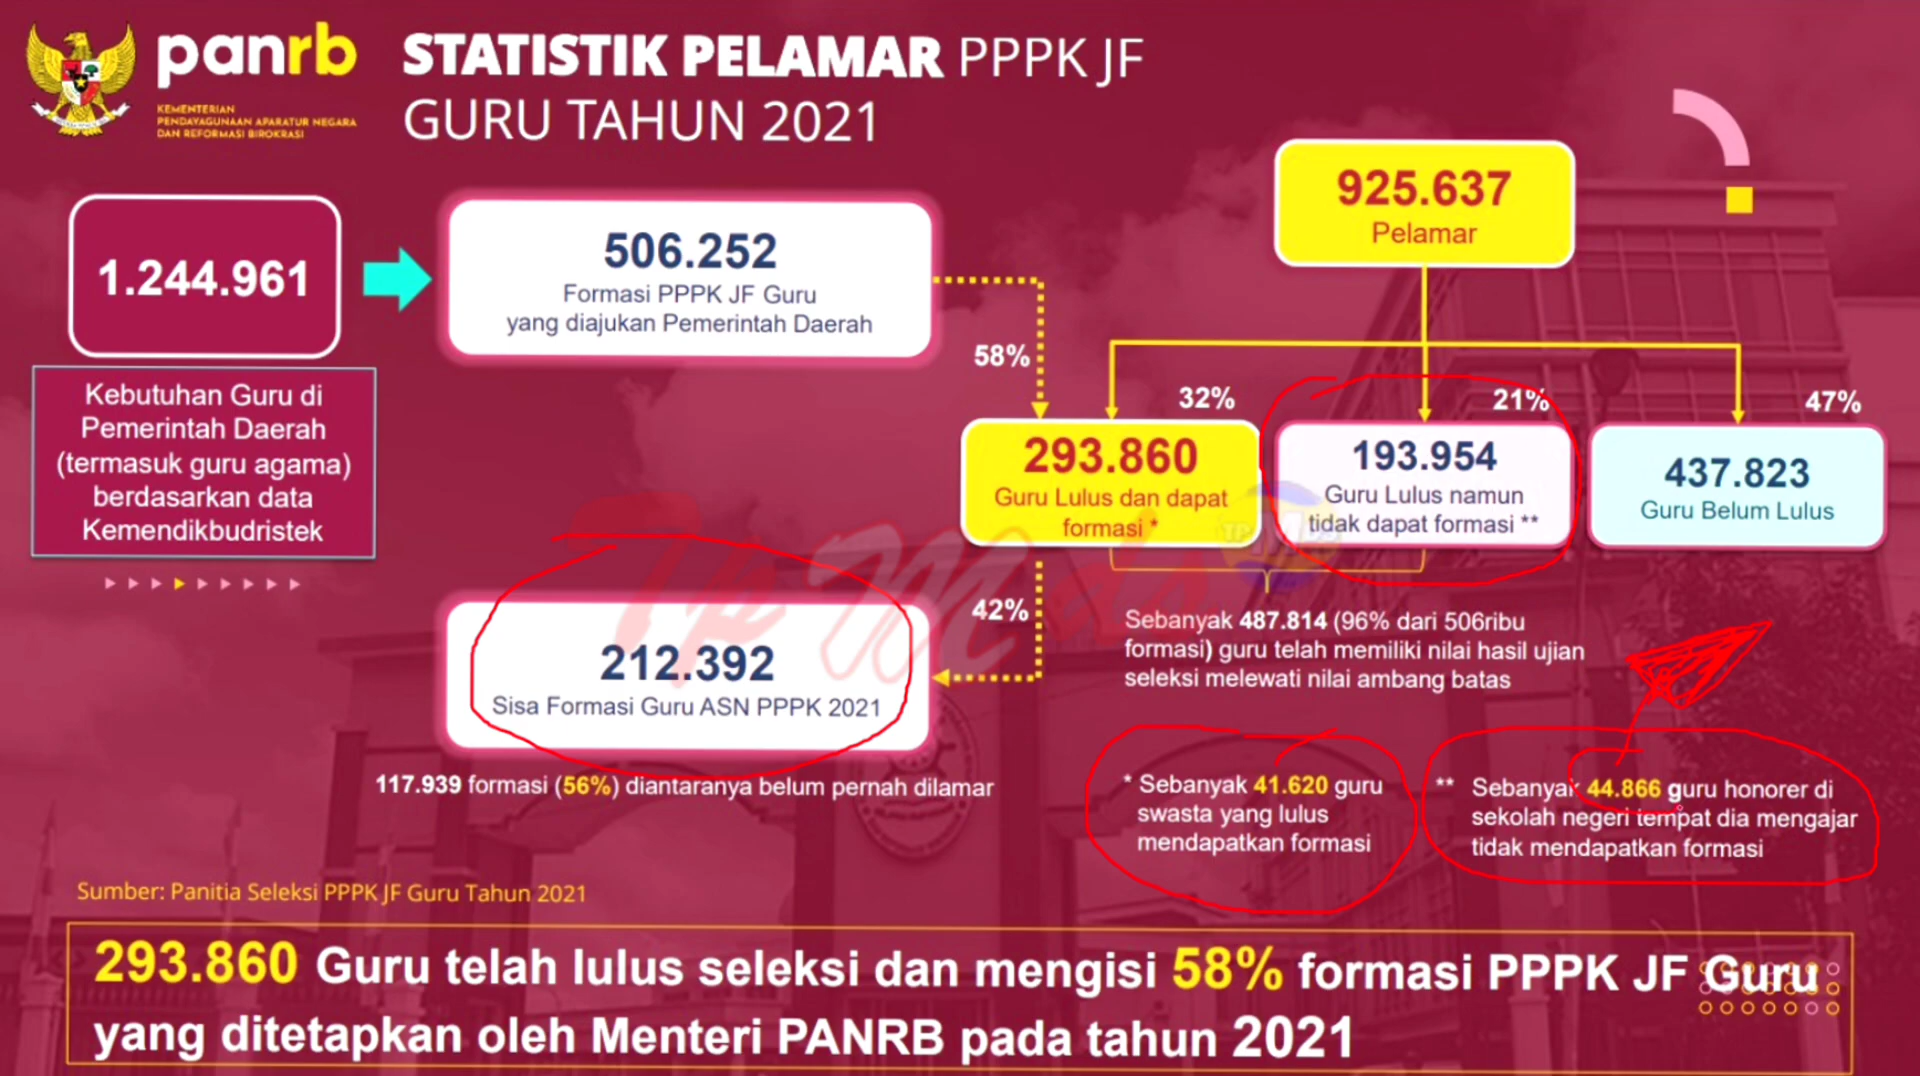 panrb
KEMENTERIAN
PENDAYAGUNAAN APARATUR NEGARA
DAN REFORMASI BIROKRASI
STATISTIK PELAMAR PPPK JF
GURU TAHUN 2021
1.244.961
Kebutuhan Guru di
Pemerintah Daerah
(termasuk guru agama)
berdasarkan data
Kemendikbudristek
506.252
Formasi PPPK JF Guru
yang diajukan Pemerintah Daerah
925.637
Pelamar
58%
32%
21%
47%
293.860
Guru Lulus dan dapat
formasi *
193.954
Guru Lulus namun
tidak dapat formasi **
437.823
Guru Belum Lulus
Tp Mds
42%
212.392
Sisa Formasi Guru ASN PPPK 2021
117.939 formasi (56%) diantaranya belum pernah dilamar
Sebanyak 487.814 (96% dari 506ribu
formasi) guru telah memiliki nilai hasil ujian
seleksi melewati nilai ambang batas
* Sebanyak 41.620 guru
swasta yang lulus
mendapatkan formasi
** Sebanyak 44.866 guru honorer di
sekolah negeri tempat dia mengajar
tidak mendapatkan formasi
Sumber: Panitia Seleksi PPPK JF Guru Tahun 2021
293.860 Guru telah lulus seleksi dan mengisi 58% formasi PPPK JF Guru
yang ditetapkan oleh Menteri PANRB pada tahun 2021